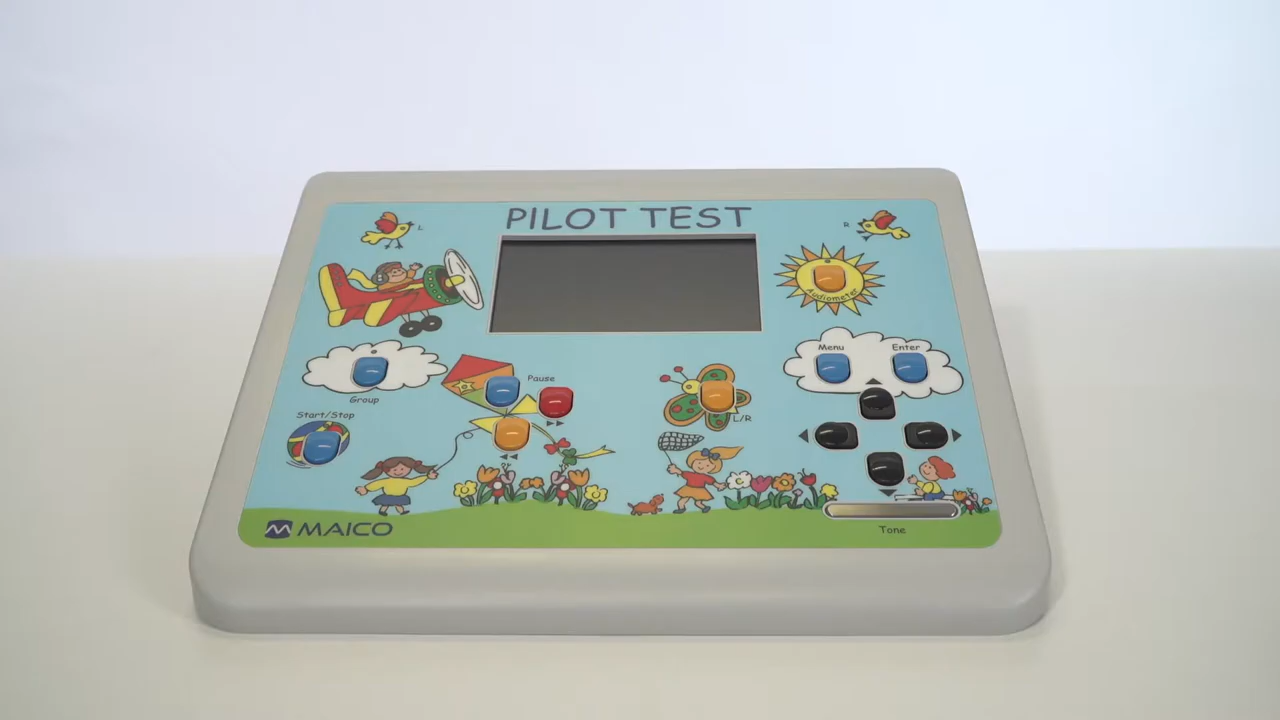 PILOT TEST
L
R
Audiometer
Menu
Enter
Pause
Group
L/R
Start/Stop
MAICO
Tone